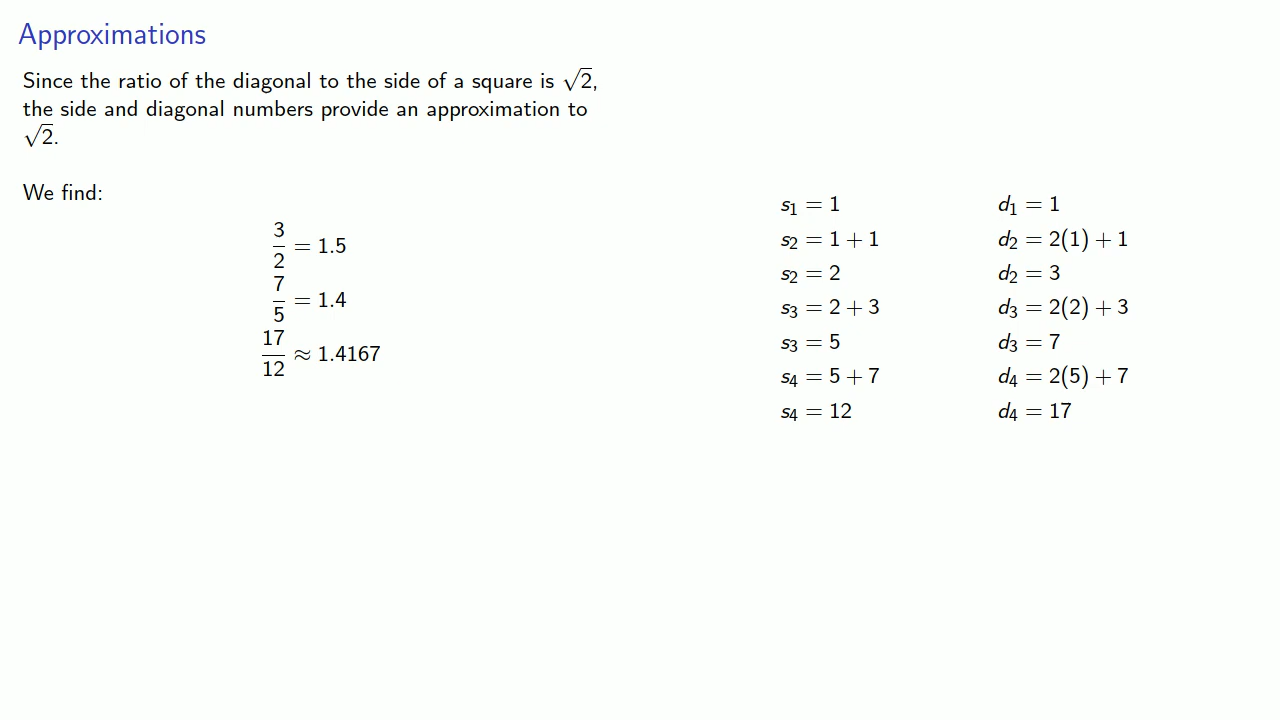 Approximations
Since the ratio of the diagonal to the side of a square is √2,
the side and diagonal numbers provide an approximation to
√2.
We find:
3/2 = 1.5
7/5 = 1.4
17/12 ≈ 1.4167
s₁ = 1 d₁ = 1
s₂ = 1 + 1 d₂ = 2(1) + 1
s₂ = 2 d₂ = 3
s₃ = 2 + 3 d₃ = 2(2) + 3
s₃ = 5 d₃ = 7
s₄ = 5 + 7 d₄ = 2(5) + 7
s₄ = 12 d₄ = 17